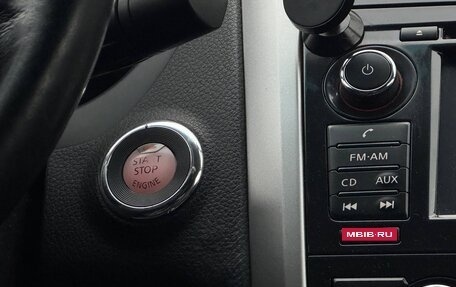 START
STOP
ENGINE
FM·AM
CD AUX
MBIB.RU